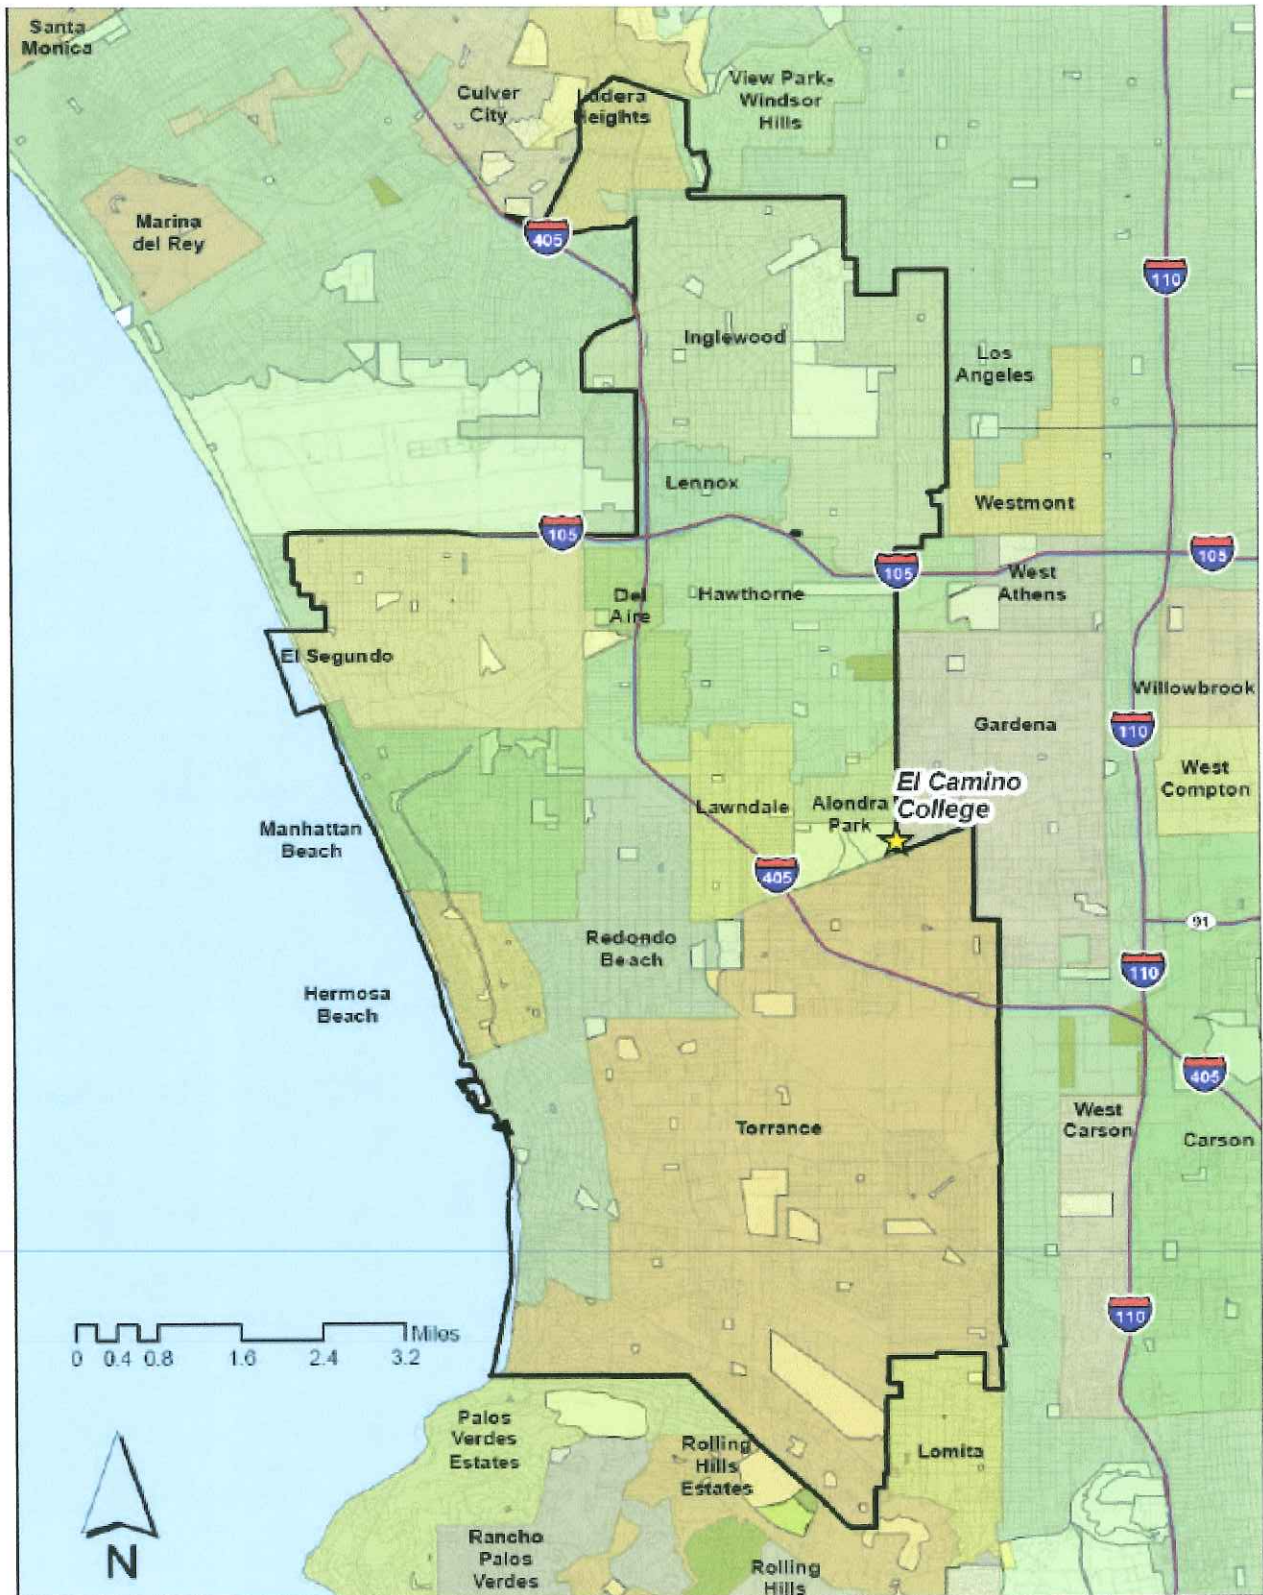 Santa
Monica
Culver
City
Ladera
Heights
View Park-
Windsor
Hills
Marina
del Rey
405
110
Inglewood
Los
Angeles
Lennox
Westmont
105
105
105
West
Athens
Del
Aire
Hawthorne
El Segundo
Willowbrook
Gardena
110
West
Compton
El Camino
College
Lawndale
Alondra
Park
Manhattan
Beach
405
91
Redondo
Beach
110
Hermosa
Beach
405
West
Carson
Torrance
Carson
110
Miles
0 0.4 0.8 1.6 2.4 3.2
Palos
Verdes
Estates
Rolling
Hills
Estates
Lomita
N
Rancho
Palos
Verdes
Rolling
Hills